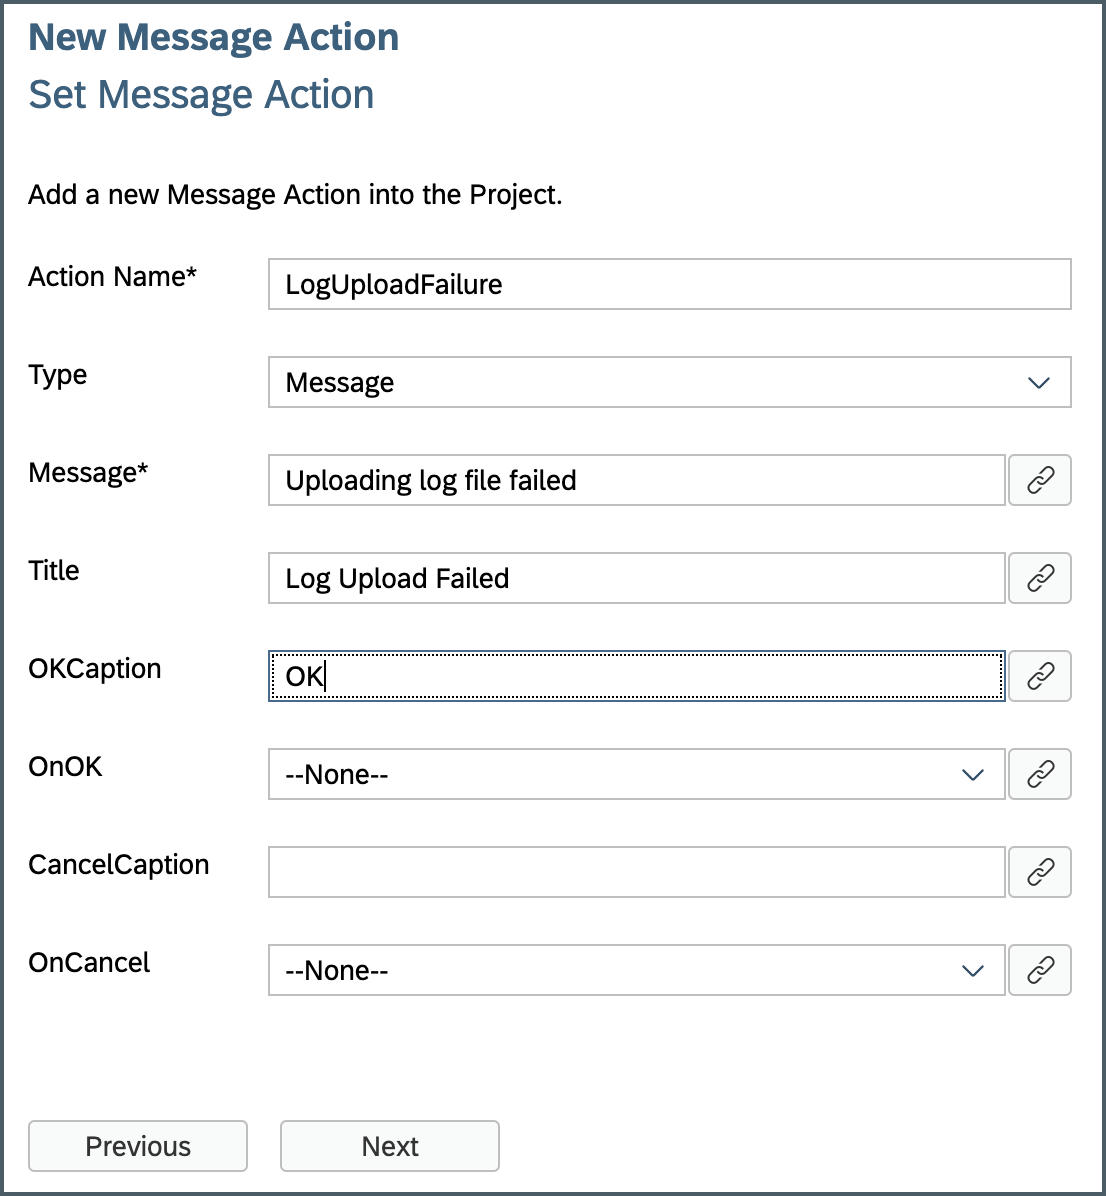 New Message Action
Set Message Action
Add a new Message Action into the Project.
Action Name* LogUploadFailure
Type Message
Message* Uploading log file failed
Title Log Upload Failed
OKCaption OK
OnOK --None--
CancelCaption
OnCancel --None--
Previous Next